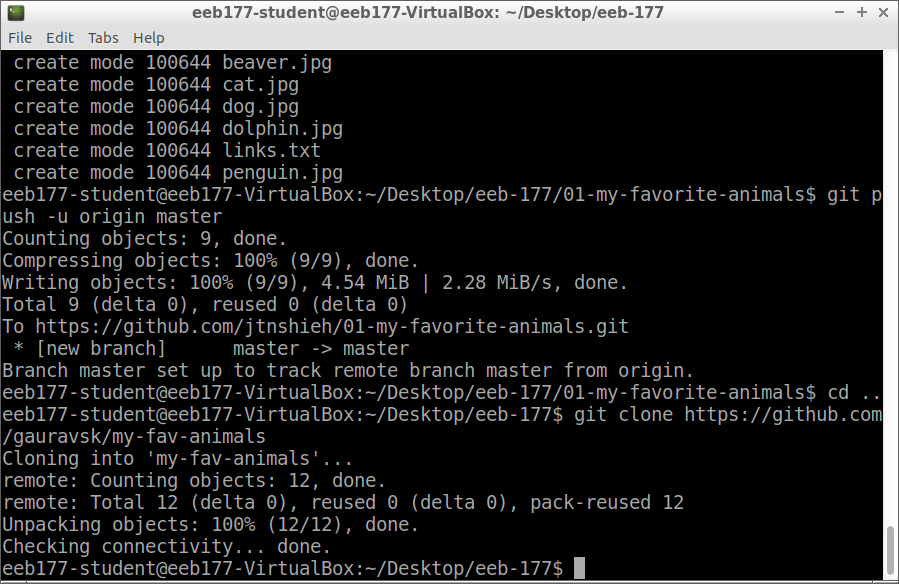 eeb177-student@eeb177-VirtualBox: ~/Desktop/eeb-177
File Edit Tabs Help
create mode 100644 beaver.jpg
create mode 100644 cat.jpg
create mode 100644 dog.jpg
create mode 100644 dolphin.jpg
create mode 100644 links.txt
create mode 100644 penguin.jpg
eeb177-student@eeb177-VirtualBox:~/Desktop/eeb-177/01-my-favorite-animals$ git p
ush -u origin master
Counting objects: 9, done.
Compressing objects: 100% (9/9), done.
Writing objects: 100% (9/9), 4.54 MiB | 2.28 MiB/s, done.
Total 9 (delta 0), reused 0 (delta 0)
To https://github.com/jtnshieh/01-my-favorite-animals.git
 * [new branch]      master -> master
Branch master set up to track remote branch master from origin.
eeb177-student@eeb177-VirtualBox:~/Desktop/eeb-177/01-my-favorite-animals$ cd ..
eeb177-student@eeb177-VirtualBox:~/Desktop/eeb-177$ git clone https://github.com
/gauravsk/my-fav-animals
Cloning into 'my-fav-animals'...
remote: Counting objects: 12, done.
remote: Total 12 (delta 0), reused 0 (delta 0), pack-reused 12
Unpacking objects: 100% (12/12), done.
Checking connectivity... done.
eeb177-student@eeb177-VirtualBox:~/Desktop/eeb-177$